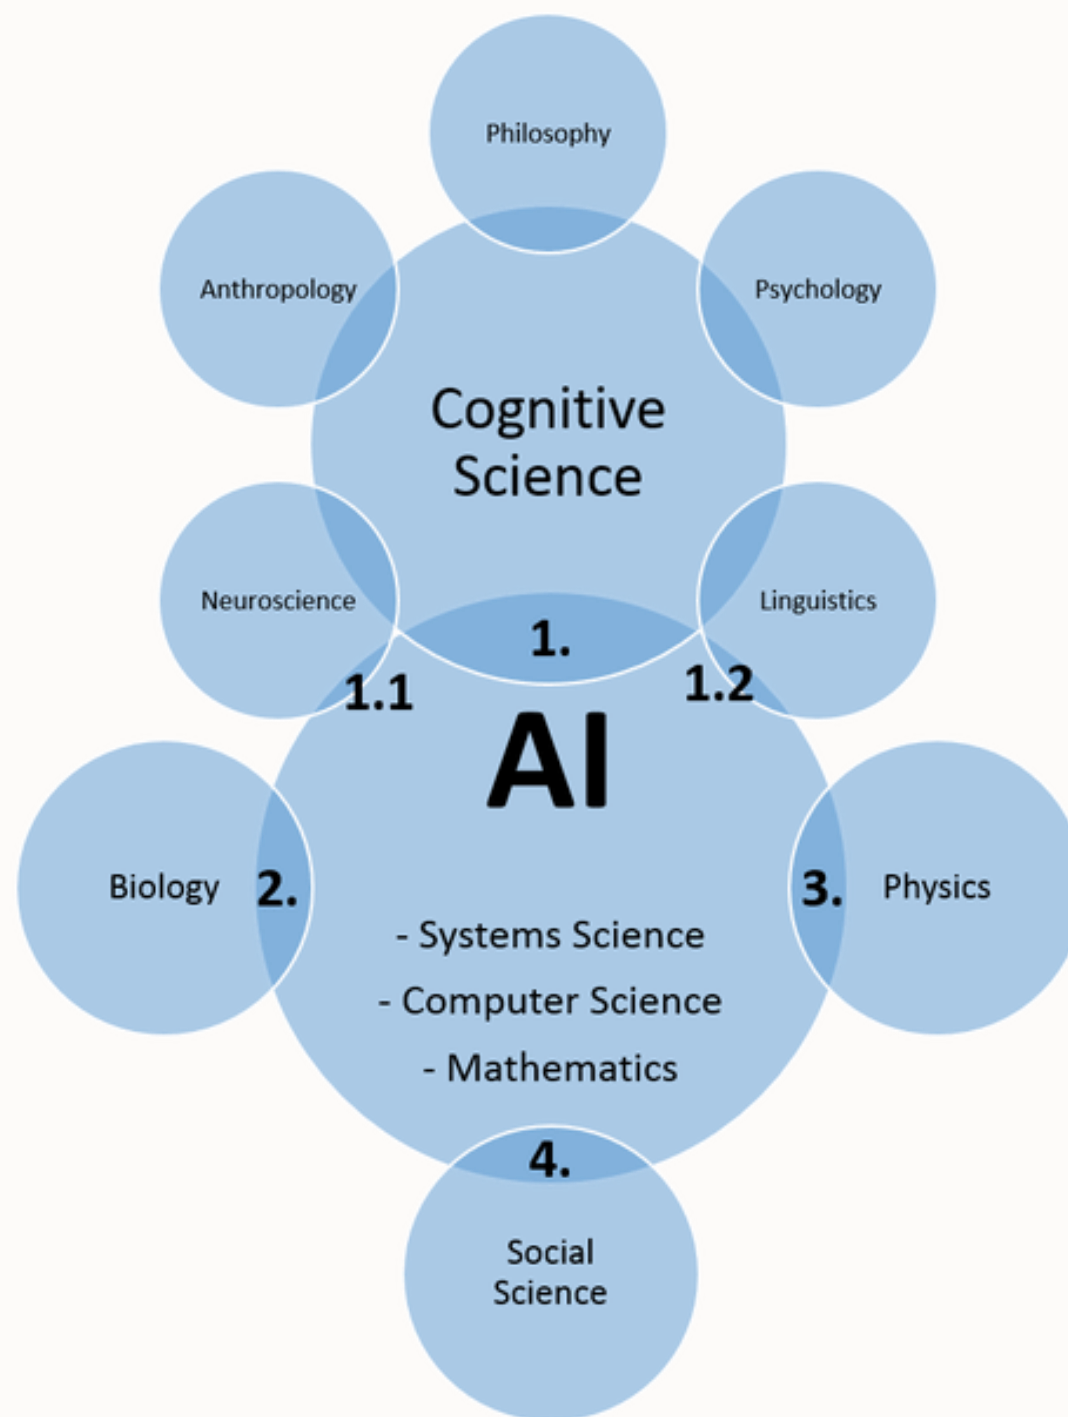 Philosophy
Anthropology
Psychology
Cognitive
Science
Neuroscience
Linguistics
1.
1.1
1.2
AI
Biology
2.
3.
Physics
- Systems Science
- Computer Science
- Mathematics
4.
Social
Science